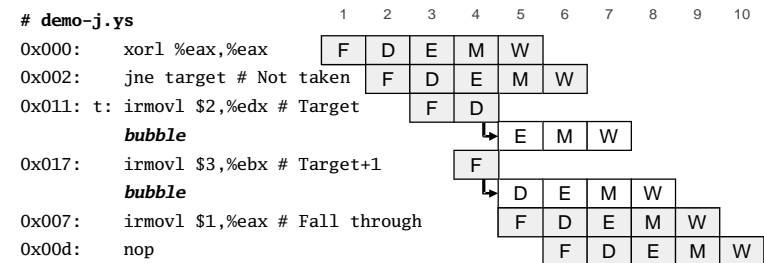 # demo-j.ys 1 2 3 4 5 6 7 8 9 10
0x000: xorl %eax,%eax F D E M W
0x002: jne target # Not taken F D E M W
0x011: t: irmovl $2,%edx # Target F D
bubble E M W
0x017: irmovl $3,%ebx # Target+1 F
bubble D E M W
0x007: irmovl $1,%eax # Fall through F D E M W
0x00d: nop F D E M W